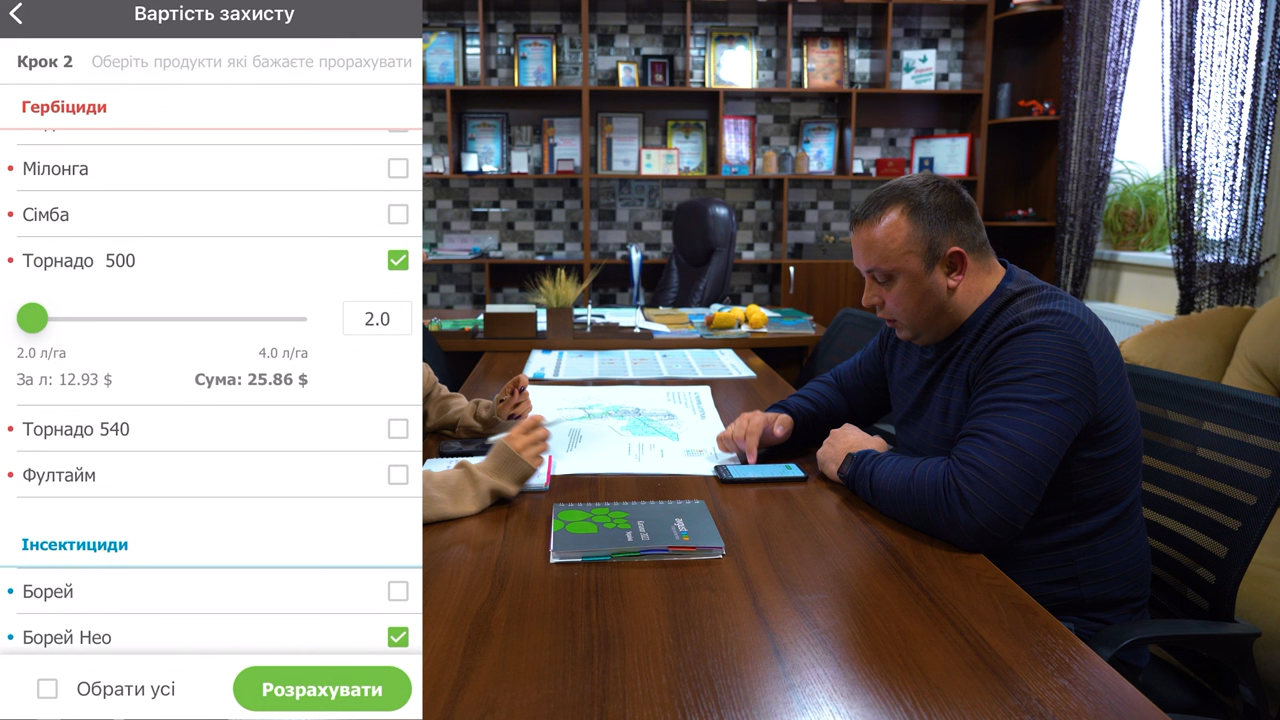 Вартість захисту
Крок 2 Оберіть продукти які бажаєте прорахувати
Гербіциди
Мілонга
Сімба
Торнадо 500
2.0
2.0 л/га 4.0 л/га
За л: 12.93 $ Сума: 25.86 $
Торнадо 540
Фултайм
Інсектициди
Борей
Борей Нео
Обрати усі Розрахувати
august